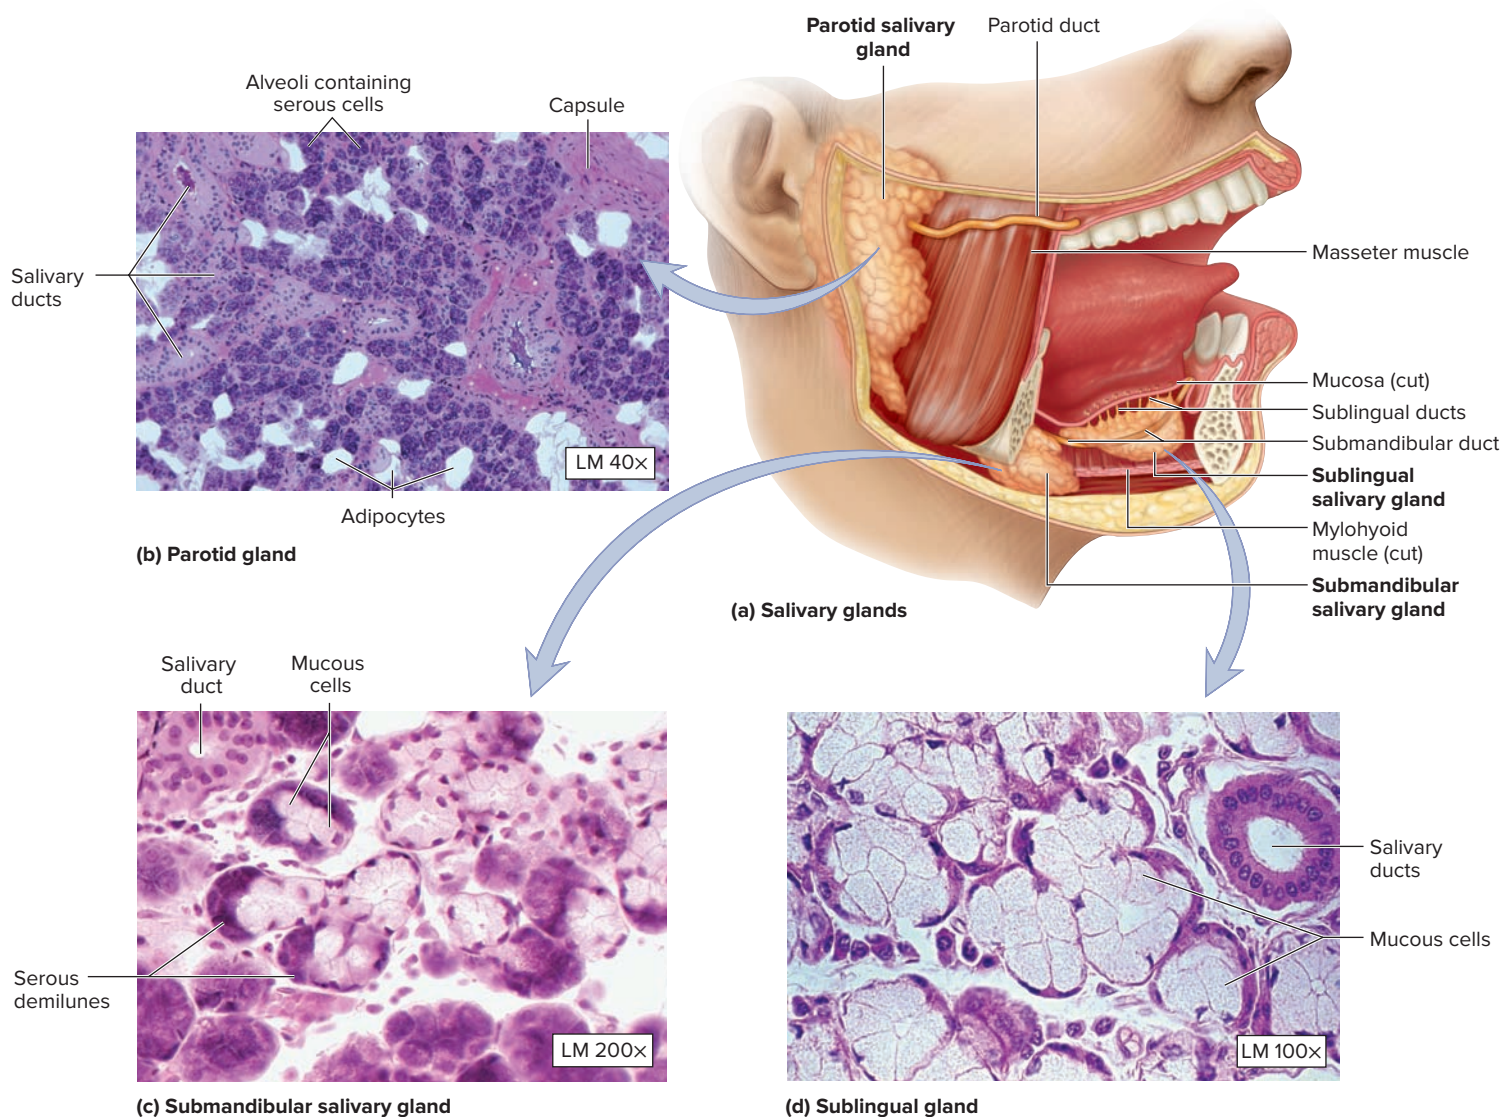 Parotid salivary
gland
Parotid duct
Alveoli containing
serous cells
Capsule
Salivary
ducts
LM 40×
Adipocytes
(b) Parotid gland
Masseter muscle
Mucosa (cut)
Sublingual ducts
Submandibular duct
Sublingual
salivary gland
Mylohyoid
muscle (cut)
Submandibular
salivary gland
(a) Salivary glands
Salivary
duct
Mucous
cells
Serous
demilunes
LM 200×
(c) Submandibular salivary gland
Salivary
ducts
Mucous cells
LM 100×
(d) Sublingual gland